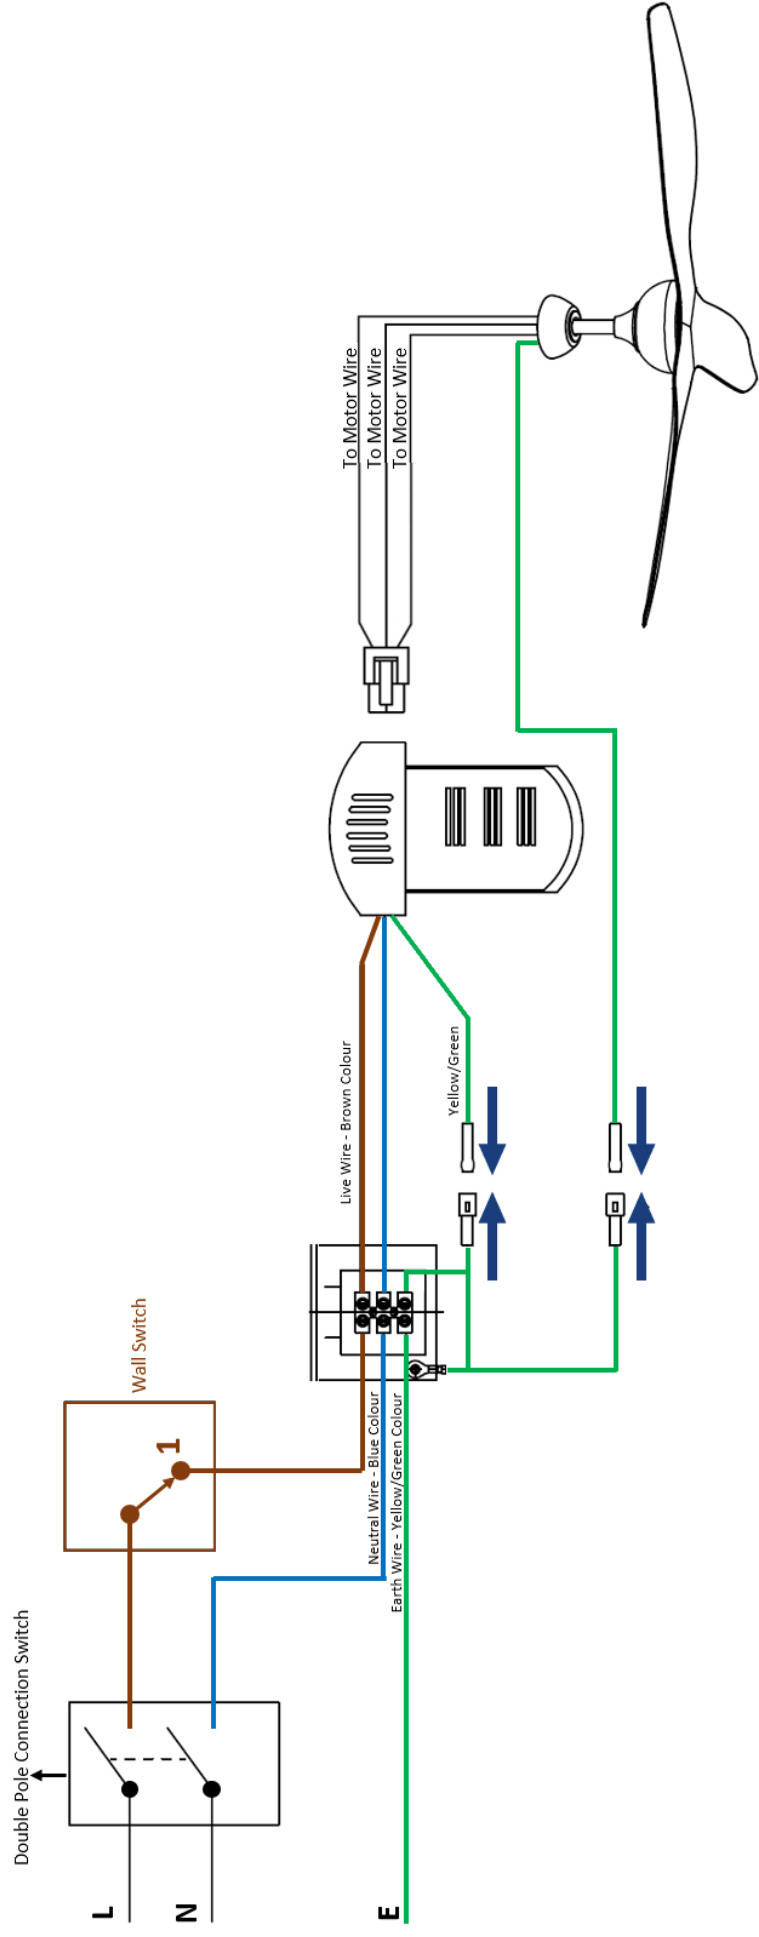 Double Pole Connection Switch
L
N
E
Wall Switch
1
Neutral Wire - Blue Colour
Earth Wire - Yellow/Green Colour
Live Wire - Brown Colour
Yellow/Green
To Motor Wire
To Motor Wire
To Motor Wire